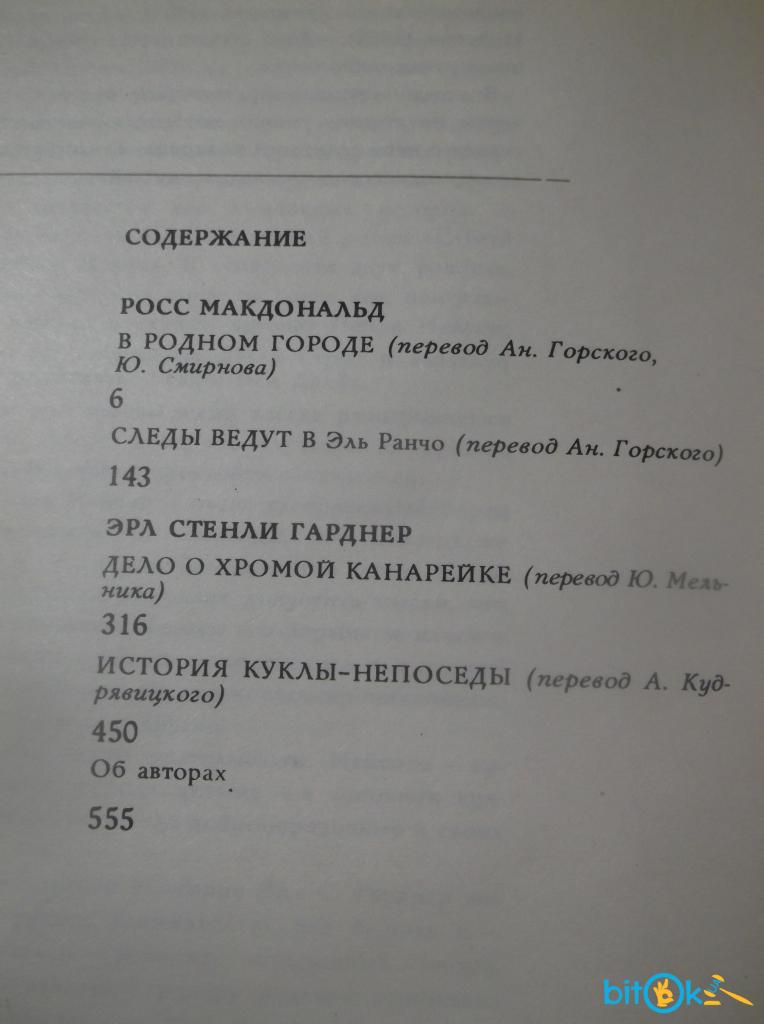 СОДЕРЖАНИЕ
РОСС МАКДОНАЛЬД
В РОДНОМ ГОРОДЕ (перевод Ан. Горского,
Ю. Смирнова)
6
СЛЕДЫ ВЕДУТ В Эль Ранчо (перевод Ан. Горского)
143
ЭРЛ СТЕНЛИ ГАРДНЕР
ДЕЛО О ХРОМОЙ КАНАРЕЙКЕ (перевод Ю. Мель-
ника)
316
ИСТОРИЯ КУКЛЫ-НЕПОСЕДЫ (перевод А. Куд-
рявицкого)
450
Об авторах
555
bitok